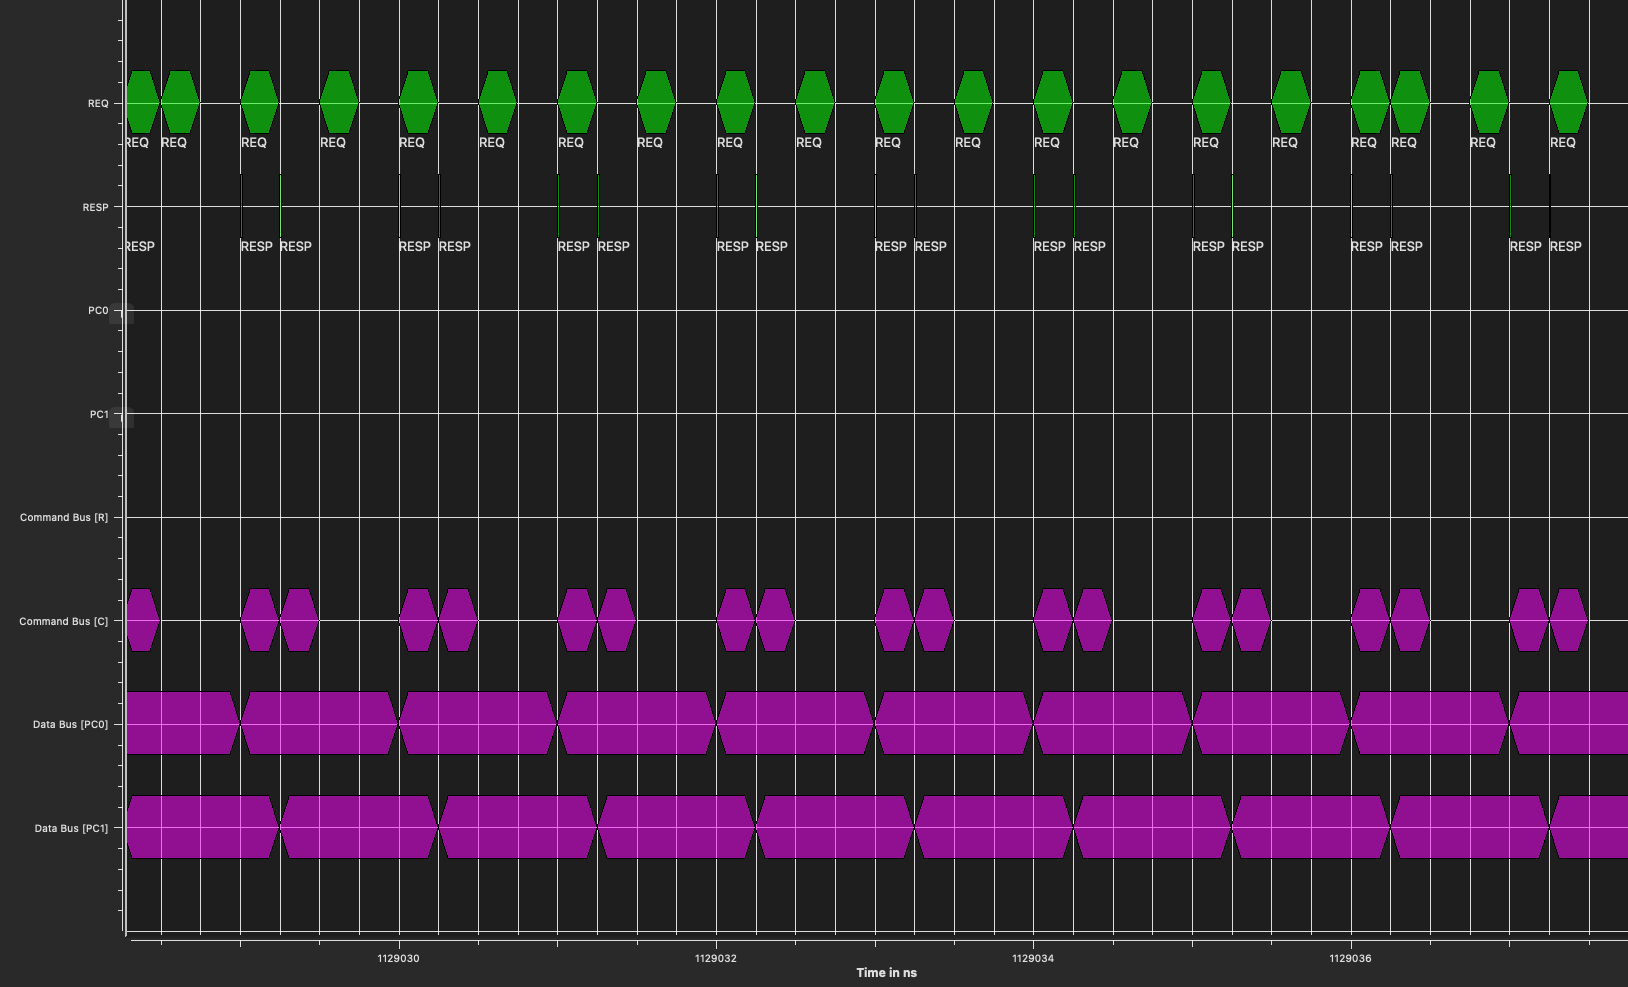 REQ
REQ REQ REQ REQ REQ REQ REQ REQ REQ REQ REQ REQ REQ REQ REQ REQ REQ REQ REQ REQ
RESP
RESP RESP RESP RESP RESP RESP RESP RESP RESP RESP RESP RESP RESP RESP RESP RESP RESP RESP RESP
PC0
PC1
Command Bus [R]
Command Bus [C]
Data Bus [PC0]
Data Bus [PC1]
1129030 1129032 1129034 1129036
Time in ns